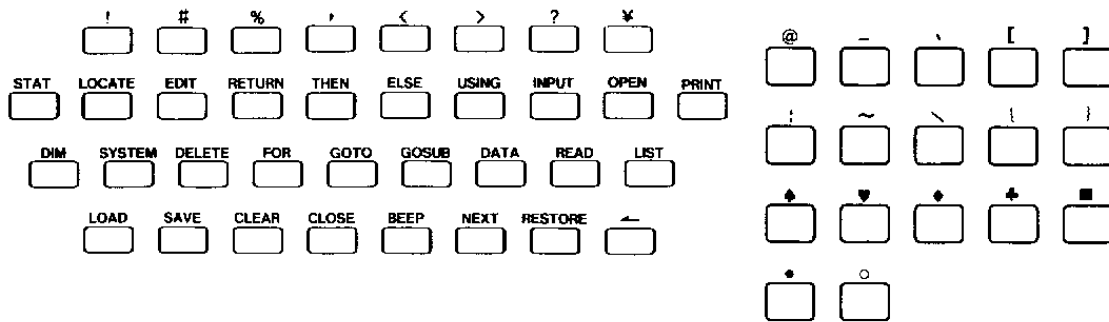 ! # % ' < > ? ¥
STAT LOCATE EDIT RETURN THEN ELSE USING INPUT OPEN PRINT
DIM SYSTEM DELETE FOR GOTO GOSUB DATA READ LIST
LOAD SAVE CLEAR CLOSE BEEP NEXT RESTORE ←
@ _ ` [ ]
¦ ~ \ { }
♠ ♥ ♦ ♣ ■
● ○